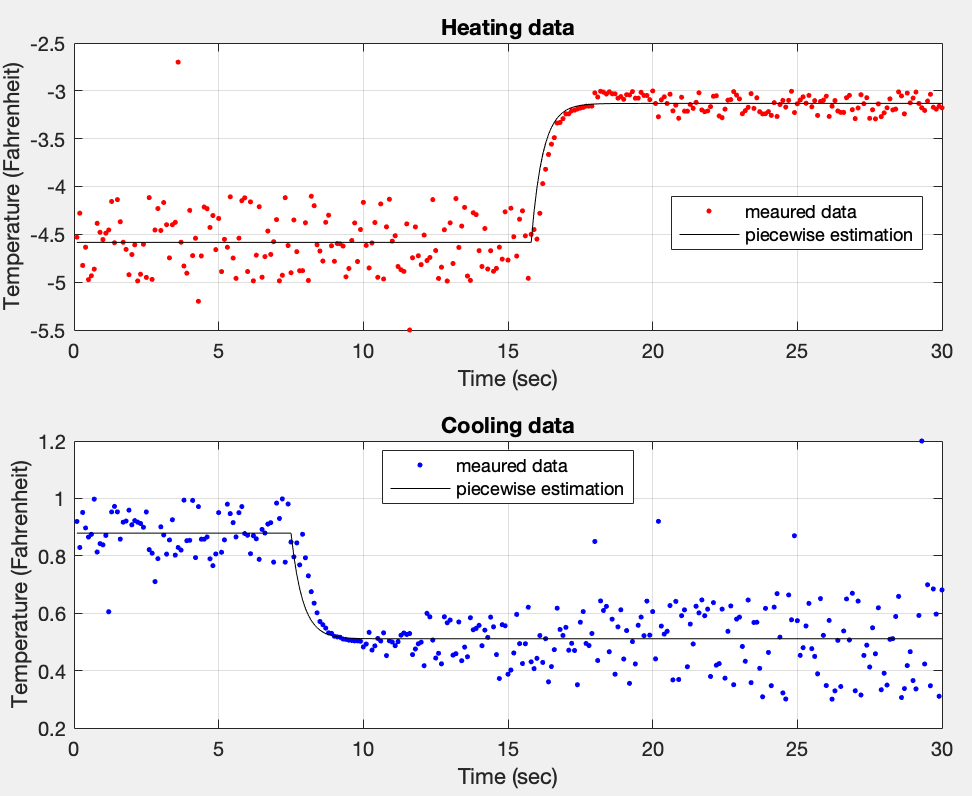 Heating data
Temperature (Fahrenheit)
-2.5
-3
-3.5
-4
-4.5
-5
-5.5
meaured data
piecewise estimation
0 5 10 15 20 25 30
Time (sec)
Cooling data
Temperature (Fahrenheit)
1.2
1
0.8
0.6
0.4
0.2
meaured data
piecewise estimation
0 5 10 15 20 25 30
Time (sec)